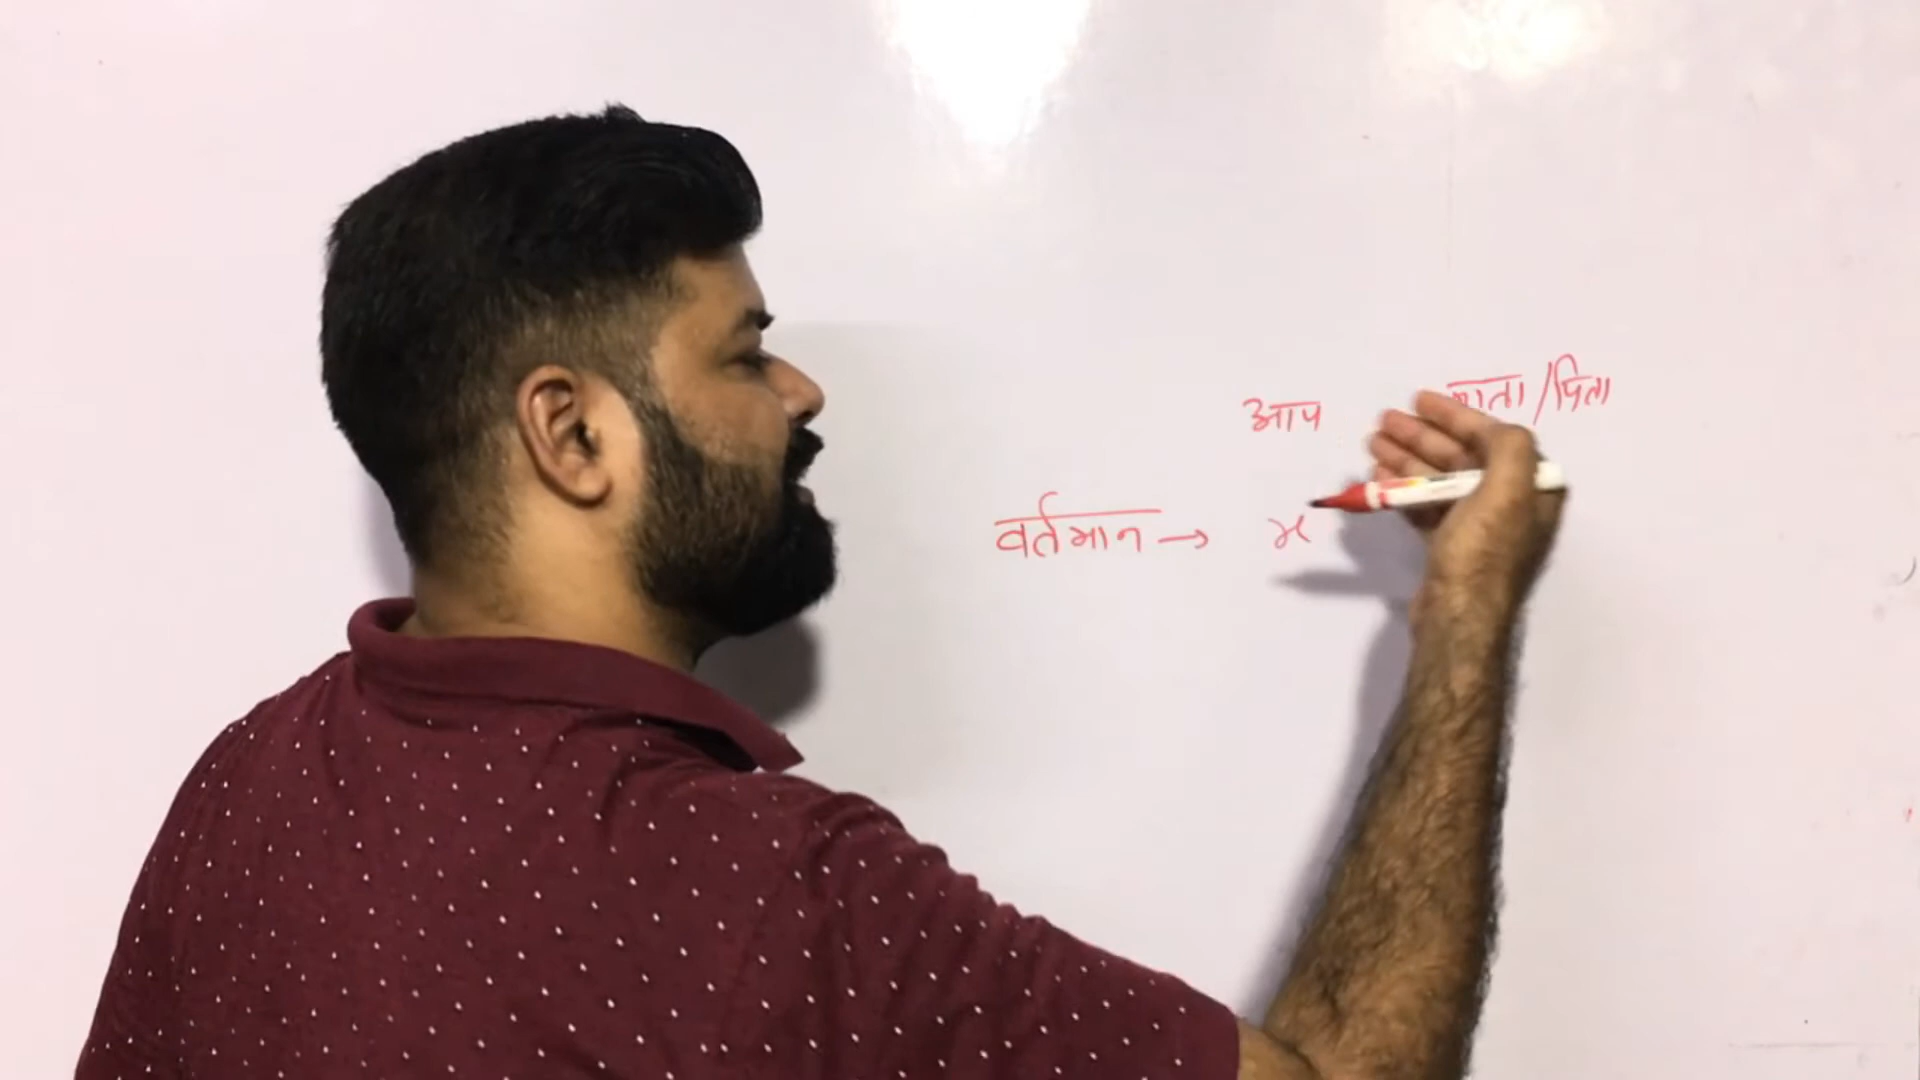 आप माता/पिता
वर्तमान → x